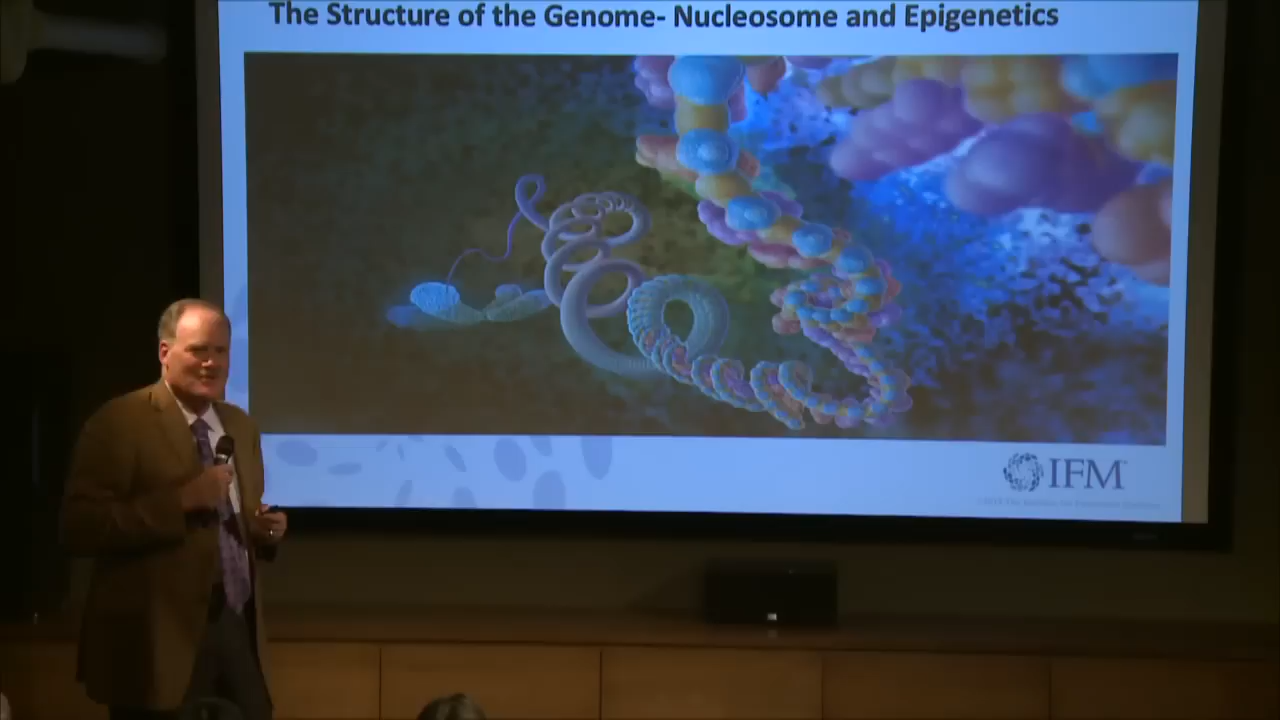 The Structure of the Genome- Nucleosome and Epigenetics
IFM